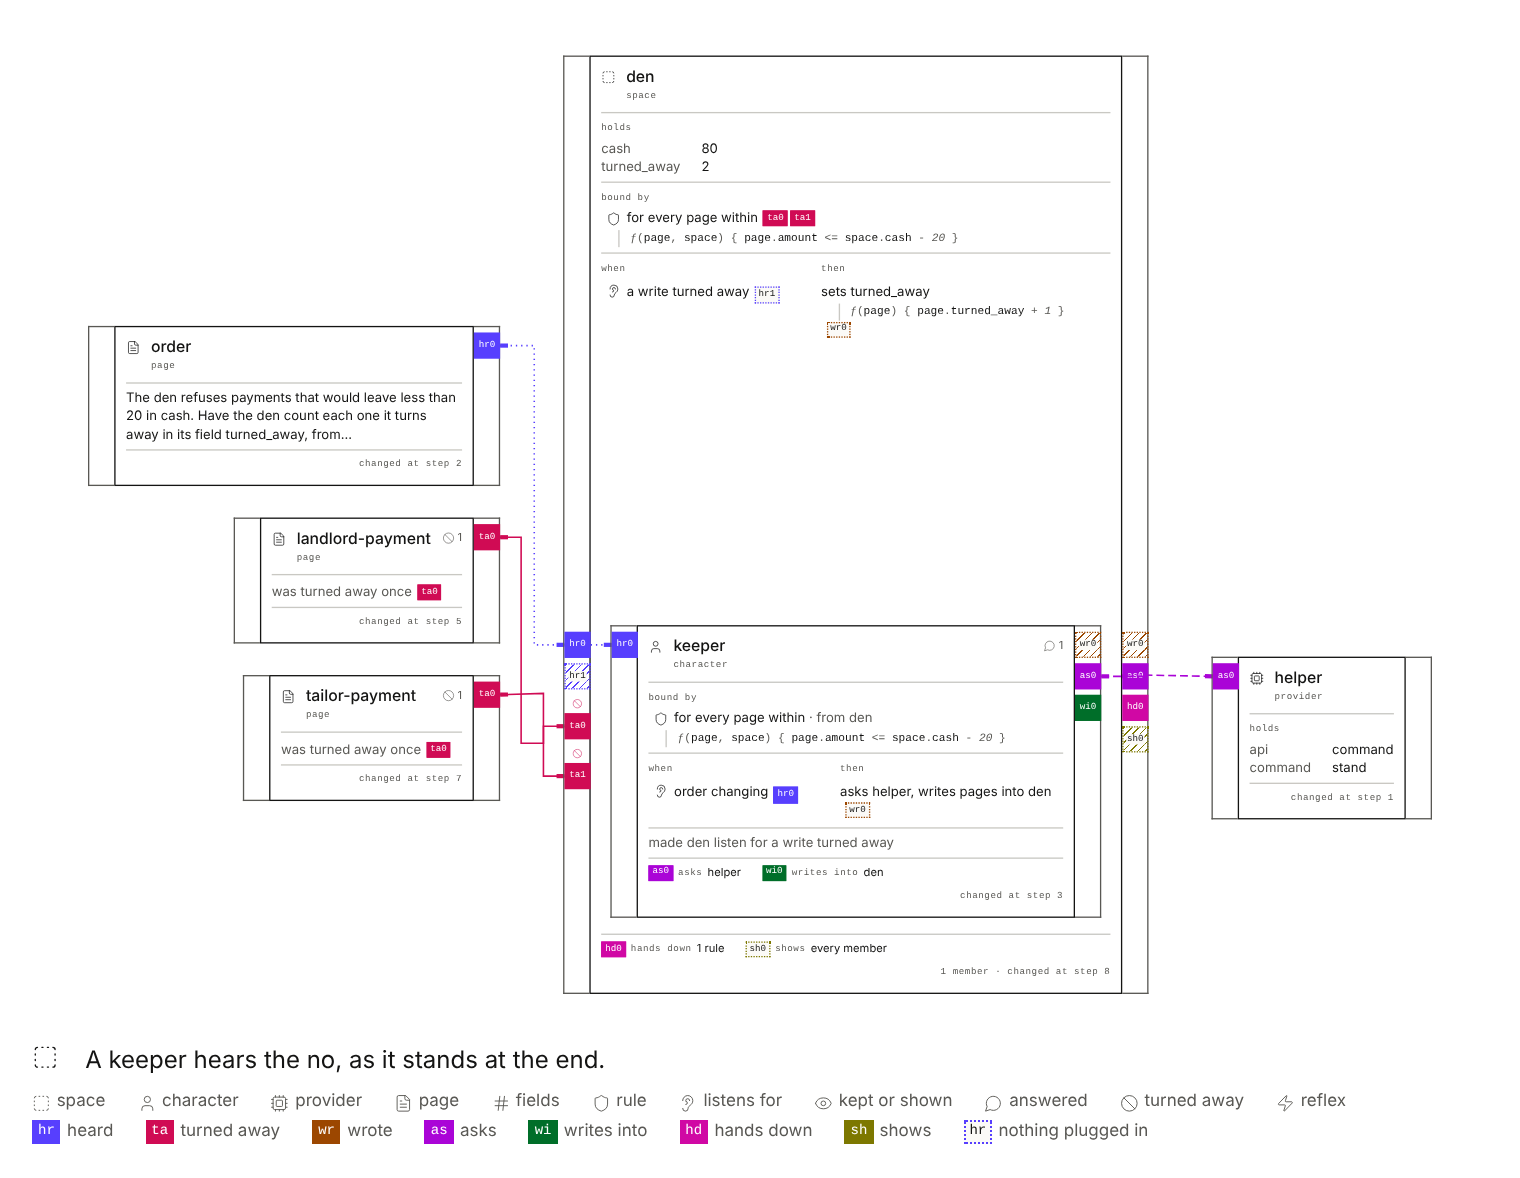 den
space
holds
cash 80
turned_away 2
bound by
for every page within ta0 ta1
ƒ(page, space) { page.amount <= space.cash - 20 }
when then
a write turned away hr1 sets turned_away
ƒ(page) { page.turned_away + 1 }
wr0
order
page
hr0
The den refuses payments that would leave less than
20 in cash. Have the den count each one it turns
away in its field turned_away, from...
changed at step 2
landlord-payment 1
page
ta0
was turned away once ta0
changed at step 5
tailor-payment 1
page
ta0
was turned away once ta0
changed at step 7
hr0
hr1
ta0
ta1
hr0
keeper 1
character
bound by
for every page within · from den
ƒ(page, space) { page.amount <= space.cash - 20 }
when then
order changing hr0 asks helper, writes pages into den
wr0
made den listen for a write turned away
as0 asks helper wi0 writes into den
changed at step 3
wr0
as0
wi0
wr0
as0
hd0
sh0
hd0 hands down 1 rule sh0 shows every member
1 member · changed at step 8
as0
helper
provider
holds
api command
command stand
changed at step 1
A keeper hears the no, as it stands at the end.
space character provider page fields rule listens for kept or shown answered turned away reflex
hr heard ta turned away wr wrote as asks wi writes into hd hands down sh shows hr nothing plugged in